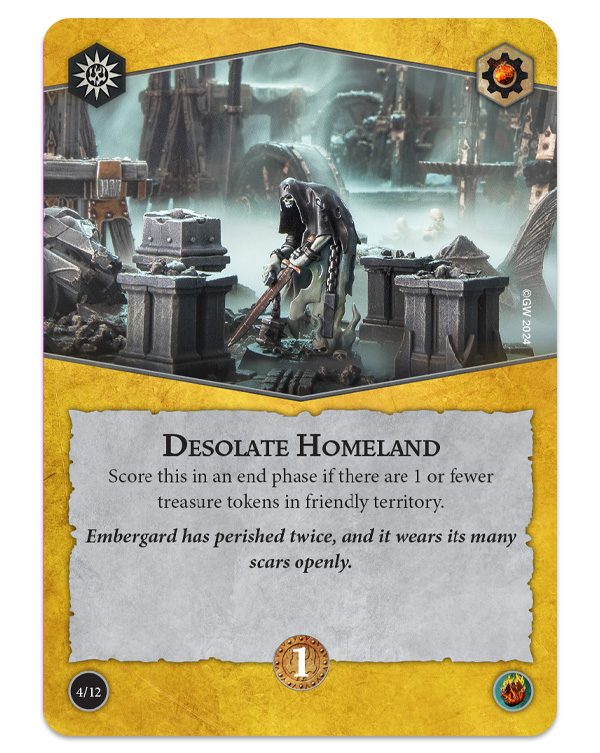 ©GW 2024
DESOLATE HOMELAND
Score this in an end phase if there are 1 or fewer
treasure tokens in friendly territory.
Embergard has perished twice, and it wears its many
scars openly.
1
4/12